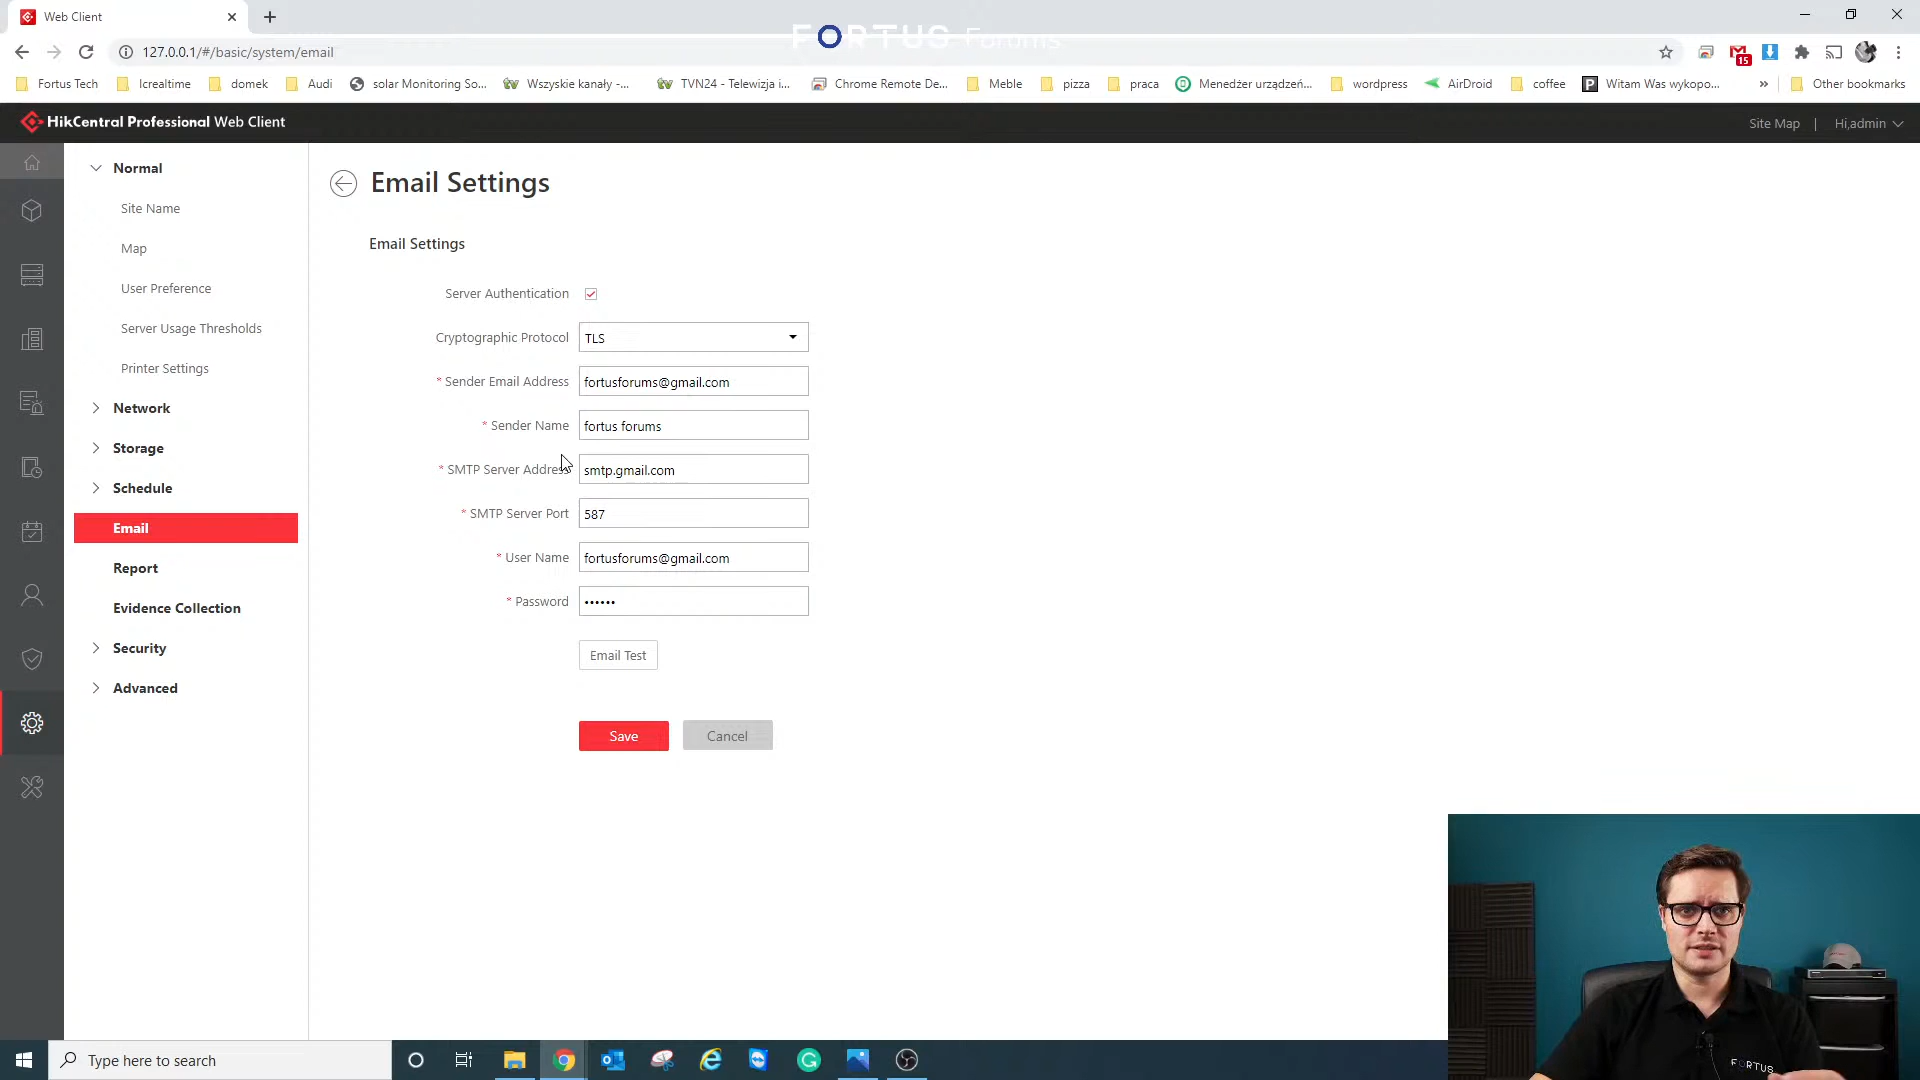 Web Client
FORTUS Forums
127.0.0.1/#/basic/system/email
15
Fortus Tech
Icrealtime
domek
Audi
solar Monitoring So...
Wszyskie kanały -...
TVN24 - Telewizja i...
Chrome Remote De...
Meble
pizza
praca
Menedżer urządzeń...
wordpress
AirDroid
coffee
Witam Was wykopo...
»
Other bookmarks
HikCentral Professional Web Client
Site Map | Hi,admin
Normal
Site Name
Map
User Preference
Server Usage Thresholds
Printer Settings
Network
Storage
Schedule
Email
Report
Evidence Collection
Security
Advanced
Email Settings
Email Settings
Server Authentication
Cryptographic Protocol TLS
* Sender Email Address fortusforums@gmail.com
* Sender Name fortus forums
* SMTP Server Address smtp.gmail.com
* SMTP Server Port 587
* User Name fortusforums@gmail.com
* Password ••••••
Email Test
Save
Cancel
FORTUS
Type here to search